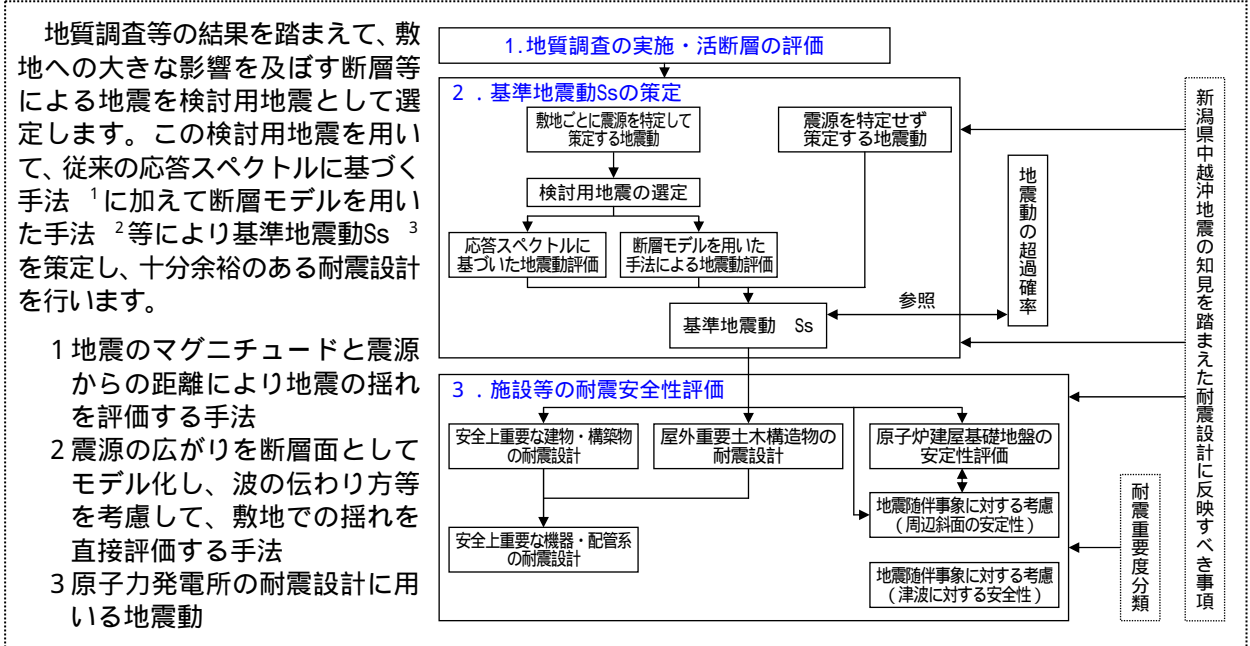 地質調査等の結果を踏まえて、敷
地への大きな影響を及ぼす断層等
による地震を検討用地震として選
定します。この検討用地震を用い
て、従来の応答スペクトルに基づく
手法 1に加えて断層モデルを用い
た手法 2等により基準地震動Ss 3
を策定し、十分余裕のある耐震設計
を行います。
1 地震のマグニチュードと震源
からの距離により地震の揺れ
を評価する手法
2 震源の広がりを断層面として
モデル化し、波の伝わり方等
を考慮して、敷地での揺れを
直接評価する手法
3 原子力発電所の耐震設計に用
いる地震動
1.地質調査の実施・活断層の評価
2.基準地震動Ssの策定
敷地ごとに震源を特定して
策定する地震動
震源を特定せず
策定する地震動
検討用地震の選定
応答スペクトルに
基づいた地震動評価
断層モデルを用いた
手法による地震動評価
基準地震動 Ss
参照
地震動の超過確率
3.施設等の耐震安全性評価
安全上重要な建物・構築物
の耐震設計
屋外重要土木構造物の
耐震設計
原子炉建屋基礎地盤の
安定性評価
安全上重要な機器・配管系
の耐震設計
地震随伴事象に対する考慮
(周辺斜面の安定性)
地震随伴事象に対する考慮
(津波に対する安全性)
耐震重要度分類
新潟県中越沖地震の知見を踏まえた耐震設計に反映すべき事項